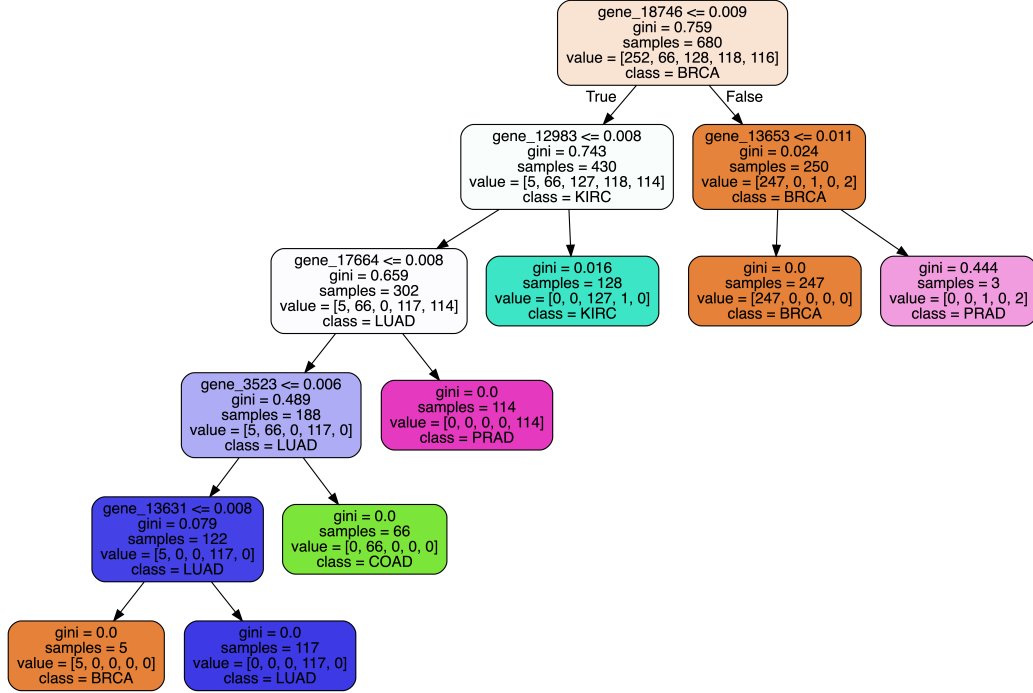 gene_18746 <= 0.009
gini = 0.759
samples = 680
value = [252, 66, 128, 118, 116]
class = BRCA
True
False
gene_12983 <= 0.008
gini = 0.743
samples = 430
value = [5, 66, 127, 118, 114]
class = KIRC
gene_13653 <= 0.011
gini = 0.024
samples = 250
value = [247, 0, 1, 0, 2]
class = BRCA
gene_17664 <= 0.008
gini = 0.659
samples = 302
value = [5, 66, 0, 117, 114]
class = LUAD
gini = 0.016
samples = 128
value = [0, 0, 127, 1, 0]
class = KIRC
gini = 0.0
samples = 247
value = [247, 0, 0, 0, 0]
class = BRCA
gini = 0.444
samples = 3
value = [0, 0, 1, 0, 2]
class = PRAD
gene_3523 <= 0.006
gini = 0.489
samples = 188
value = [5, 66, 0, 117, 0]
class = LUAD
gini = 0.0
samples = 114
value = [0, 0, 0, 0, 114]
class = PRAD
gene_13631 <= 0.008
gini = 0.079
samples = 122
value = [5, 0, 0, 117, 0]
class = LUAD
gini = 0.0
samples = 66
value = [0, 66, 0, 0, 0]
class = COAD
gini = 0.0
samples = 5
value = [5, 0, 0, 0, 0]
class = BRCA
gini = 0.0
samples = 117
value = [0, 0, 0, 117, 0]
class = LUAD